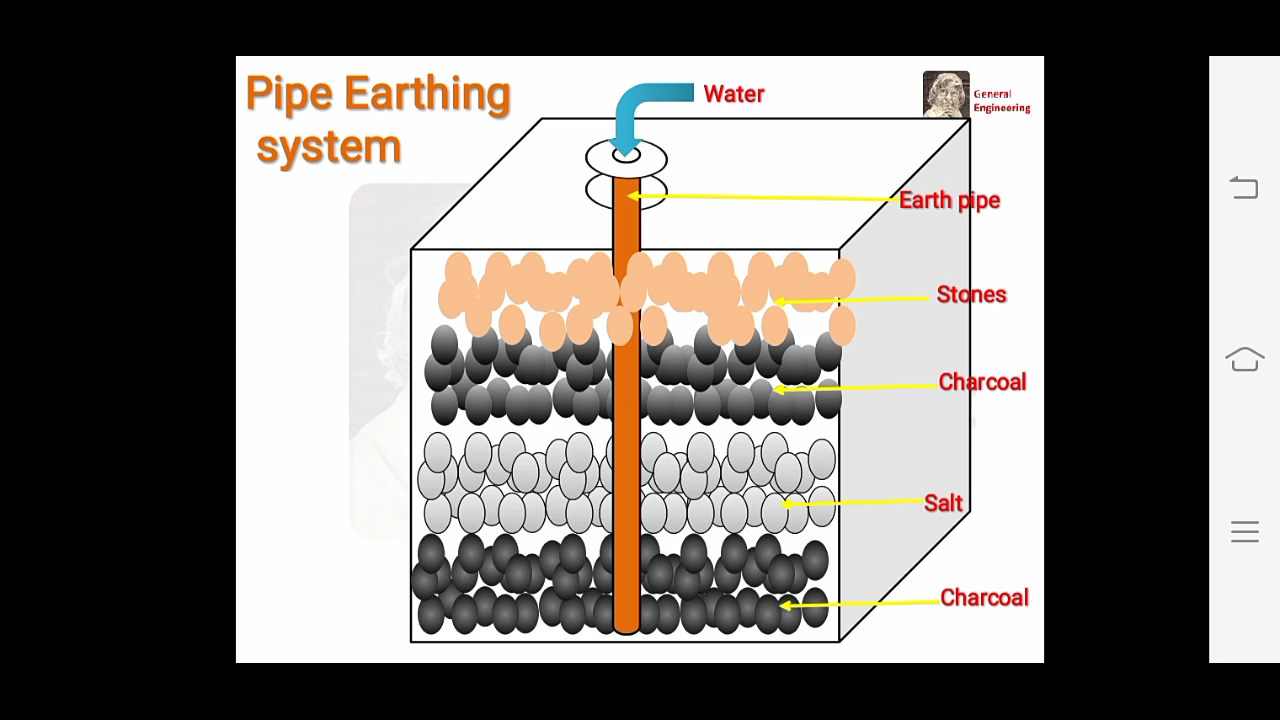 Pipe Earthing
system
Water
General
Engineering
Earth pipe
Stones
Charcoal
Salt
Charcoal